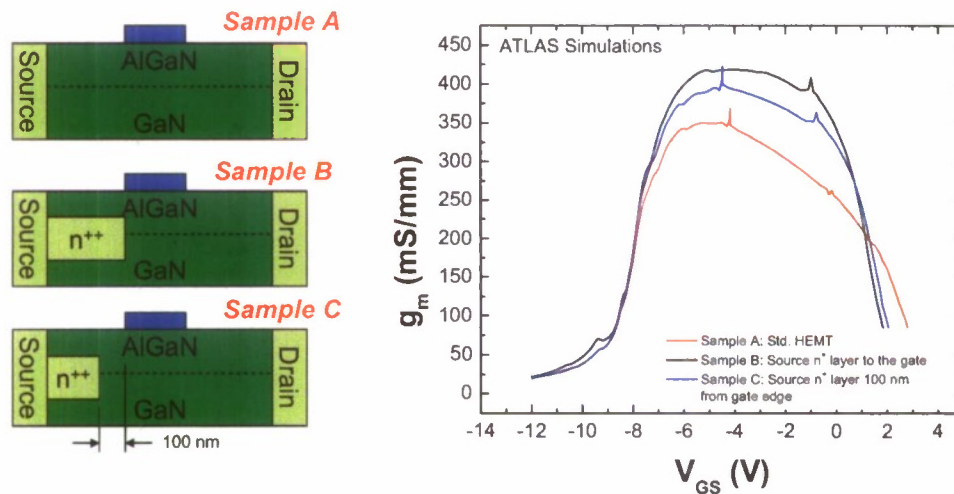 Sample A
AlGaN
GaN
Source
Drain
Sample B
AlGaN
n++
GaN
Source
Drain
Sample C
AlGaN
n++
GaN
Source
Drain
100 nm
ATLAS Simulations
450
400
350
300
250
200
150
100
50
0
gm (mS/mm)
Sample A: Std. HEMT
Sample B: Source n+ layer to the gate
Sample C: Source n+ layer 100 nm
from gate edge
-14 -12 -10 -8 -6 -4 -2 0 2 4
VGS (V)